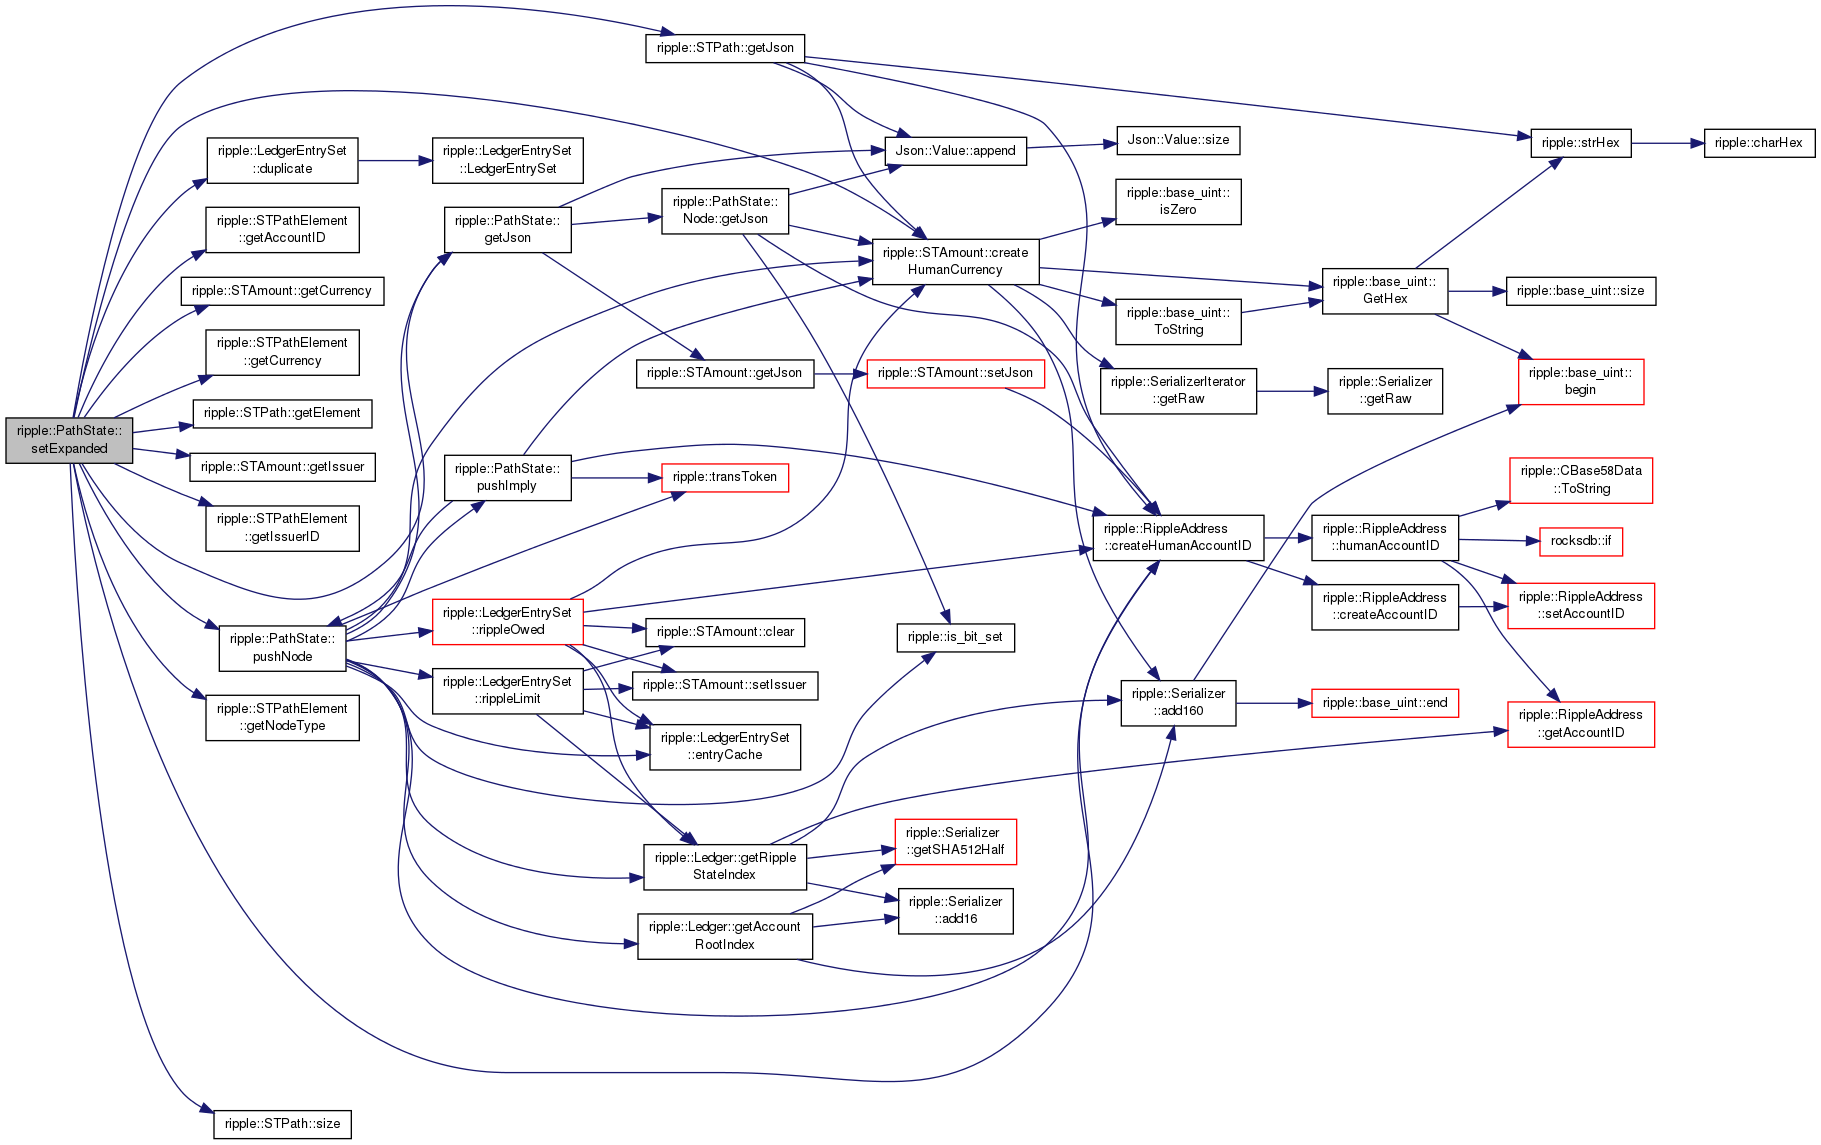 ripple::PathState::
setExpanded
ripple::LedgerEntrySet
::duplicate
ripple::STPathElement
::getAccountID
ripple::STAmount::getCurrency
ripple::STPathElement
::getCurrency
ripple::STPath::getElement
ripple::STAmount::getIssuer
ripple::STPathElement
::getIssuerID
ripple::PathState::
pushNode
ripple::STPathElement
::getNodeType
ripple::STPath::size
ripple::LedgerEntrySet
::LedgerEntrySet
ripple::PathState::
getJson
ripple::PathState::
pushImply
ripple::LedgerEntrySet
::rippleOwed
ripple::LedgerEntrySet
::rippleLimit
ripple::STPath::getJson
ripple::PathState::
Node::getJson
ripple::STAmount::getJson
ripple::transToken
ripple::STAmount::clear
ripple::STAmount::setIssuer
ripple::LedgerEntrySet
::entryCache
ripple::Ledger::getRipple
StateIndex
ripple::Ledger::getAccount
RootIndex
Json::Value::append
ripple::STAmount::create
HumanCurrency
ripple::STAmount::setJson
ripple::is_bit_set
ripple::Serializer
::getSHA512Half
ripple::Serializer
::add16
Json::Value::size
ripple::base_uint::
isZero
ripple::base_uint::
ToString
ripple::SerializerIterator
::getRaw
ripple::RippleAddress
::createHumanAccountID
ripple::Serializer
::add160
ripple::base_uint::
GetHex
ripple::Serializer
::getRaw
ripple::RippleAddress
::humanAccountID
ripple::RippleAddress
::createAccountID
ripple::base_uint::end
ripple::strHex
ripple::base_uint::size
ripple::base_uint::
begin
ripple::CBase58Data
::ToString
rocksdb::if
ripple::RippleAddress
::setAccountID
ripple::RippleAddress
::getAccountID
ripple::charHex